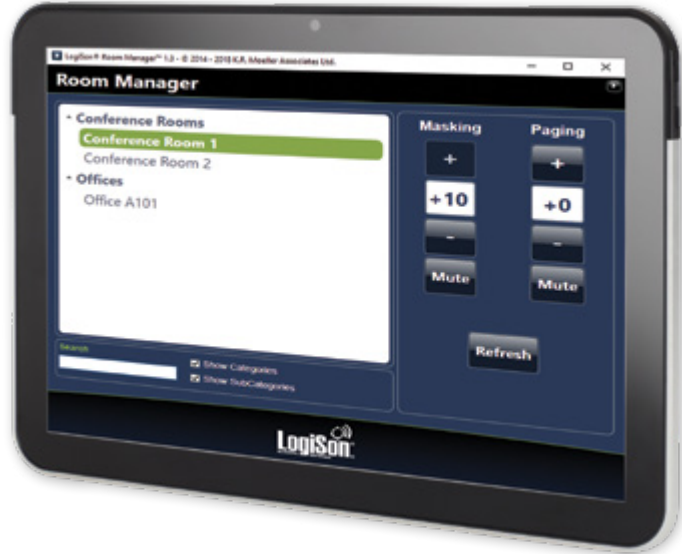 LogiSon® Room Manager™ 1.3 - © 2014 - 2018 K.R. Moeller Associates Ltd.
Room Manager
Conference Rooms
Conference Room 1
Conference Room 2
Offices
Office A101
Masking
+
+10
-
Mute
Paging
+
+0
-
Mute
Refresh
Search
Show Categories
Show SubCategories
LogiSon